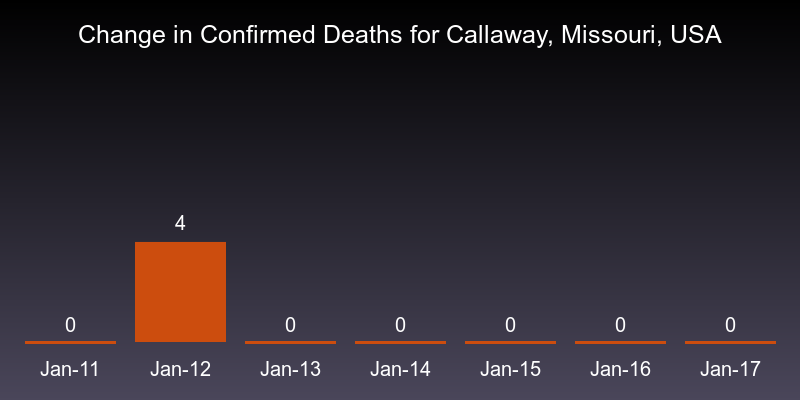 Change in Confirmed Deaths for Callaway, Missouri, USA
4
0 0 0 0 0 0
Jan-11 Jan-12 Jan-13 Jan-14 Jan-15 Jan-16 Jan-17